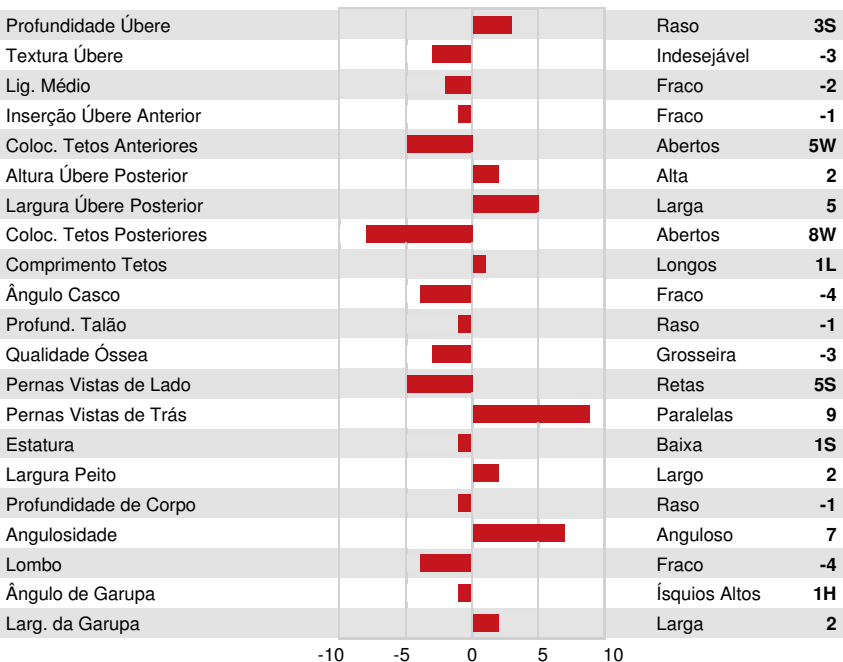 Profundidade Úbere Raso 3S
Textura Úbere Indesejável -3
Lig. Médio Fraco -2
Inserção Úbere Anterior Fraco -1
Coloc. Tetos Anteriores Abertos 5W
Altura Úbere Posterior Alta 2
Largura Úbere Posterior Larga 5
Coloc. Tetos Posteriores Abertos 8W
Comprimento Tetos Longos 1L
Ângulo Casco Fraco -4
Profund. Talão Raso -1
Qualidade Óssea Grosseira -3
Pernas Vistas de Lado Retas 5S
Pernas Vistas de Trás Paralelas 9
Estatura Baixa 1S
Largura Peito Largo 2
Profundidade de Corpo Raso -1
Angulosidade Anguloso 7
Lombo Fraco -4
Ângulo de Garupa Ísquios Altos 1H
Larg. da Garupa Larga 2
-10 -5 0 5 10